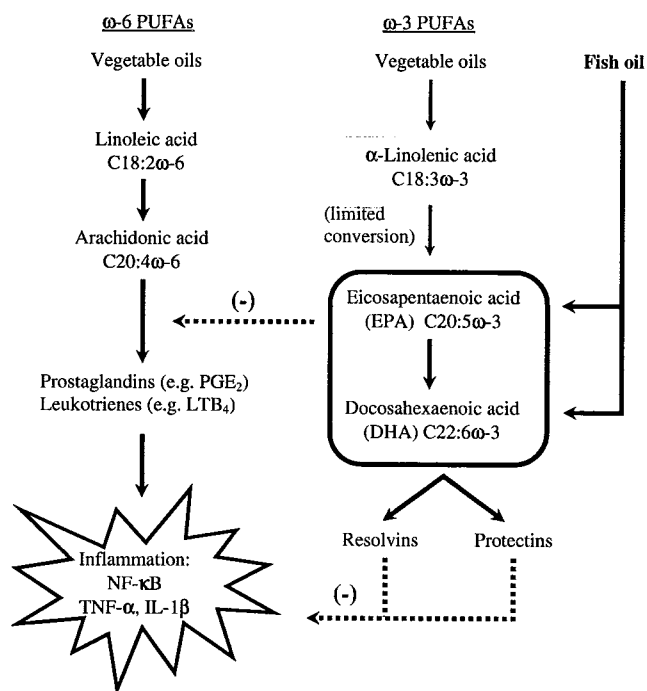 ω-6 PUFAs
Vegetable oils
Linoleic acid
C18:2ω-6
Arachidonic acid
C20:4ω-6
Prostaglandins (e.g. PGE₂)
Leukotrienes (e.g. LTB₄)
Inflammation:
NF-κB
TNF-α, IL-1β
ω-3 PUFAs
Vegetable oils
α-Linolenic acid
C18:3ω-3
(limited
conversion)
Eicosapentaenoic acid
(EPA) C20:5ω-3
Docosahexaenoic acid
(DHA) C22:6ω-3
Resolvins
Protectins
(-)
(-)
Fish oil